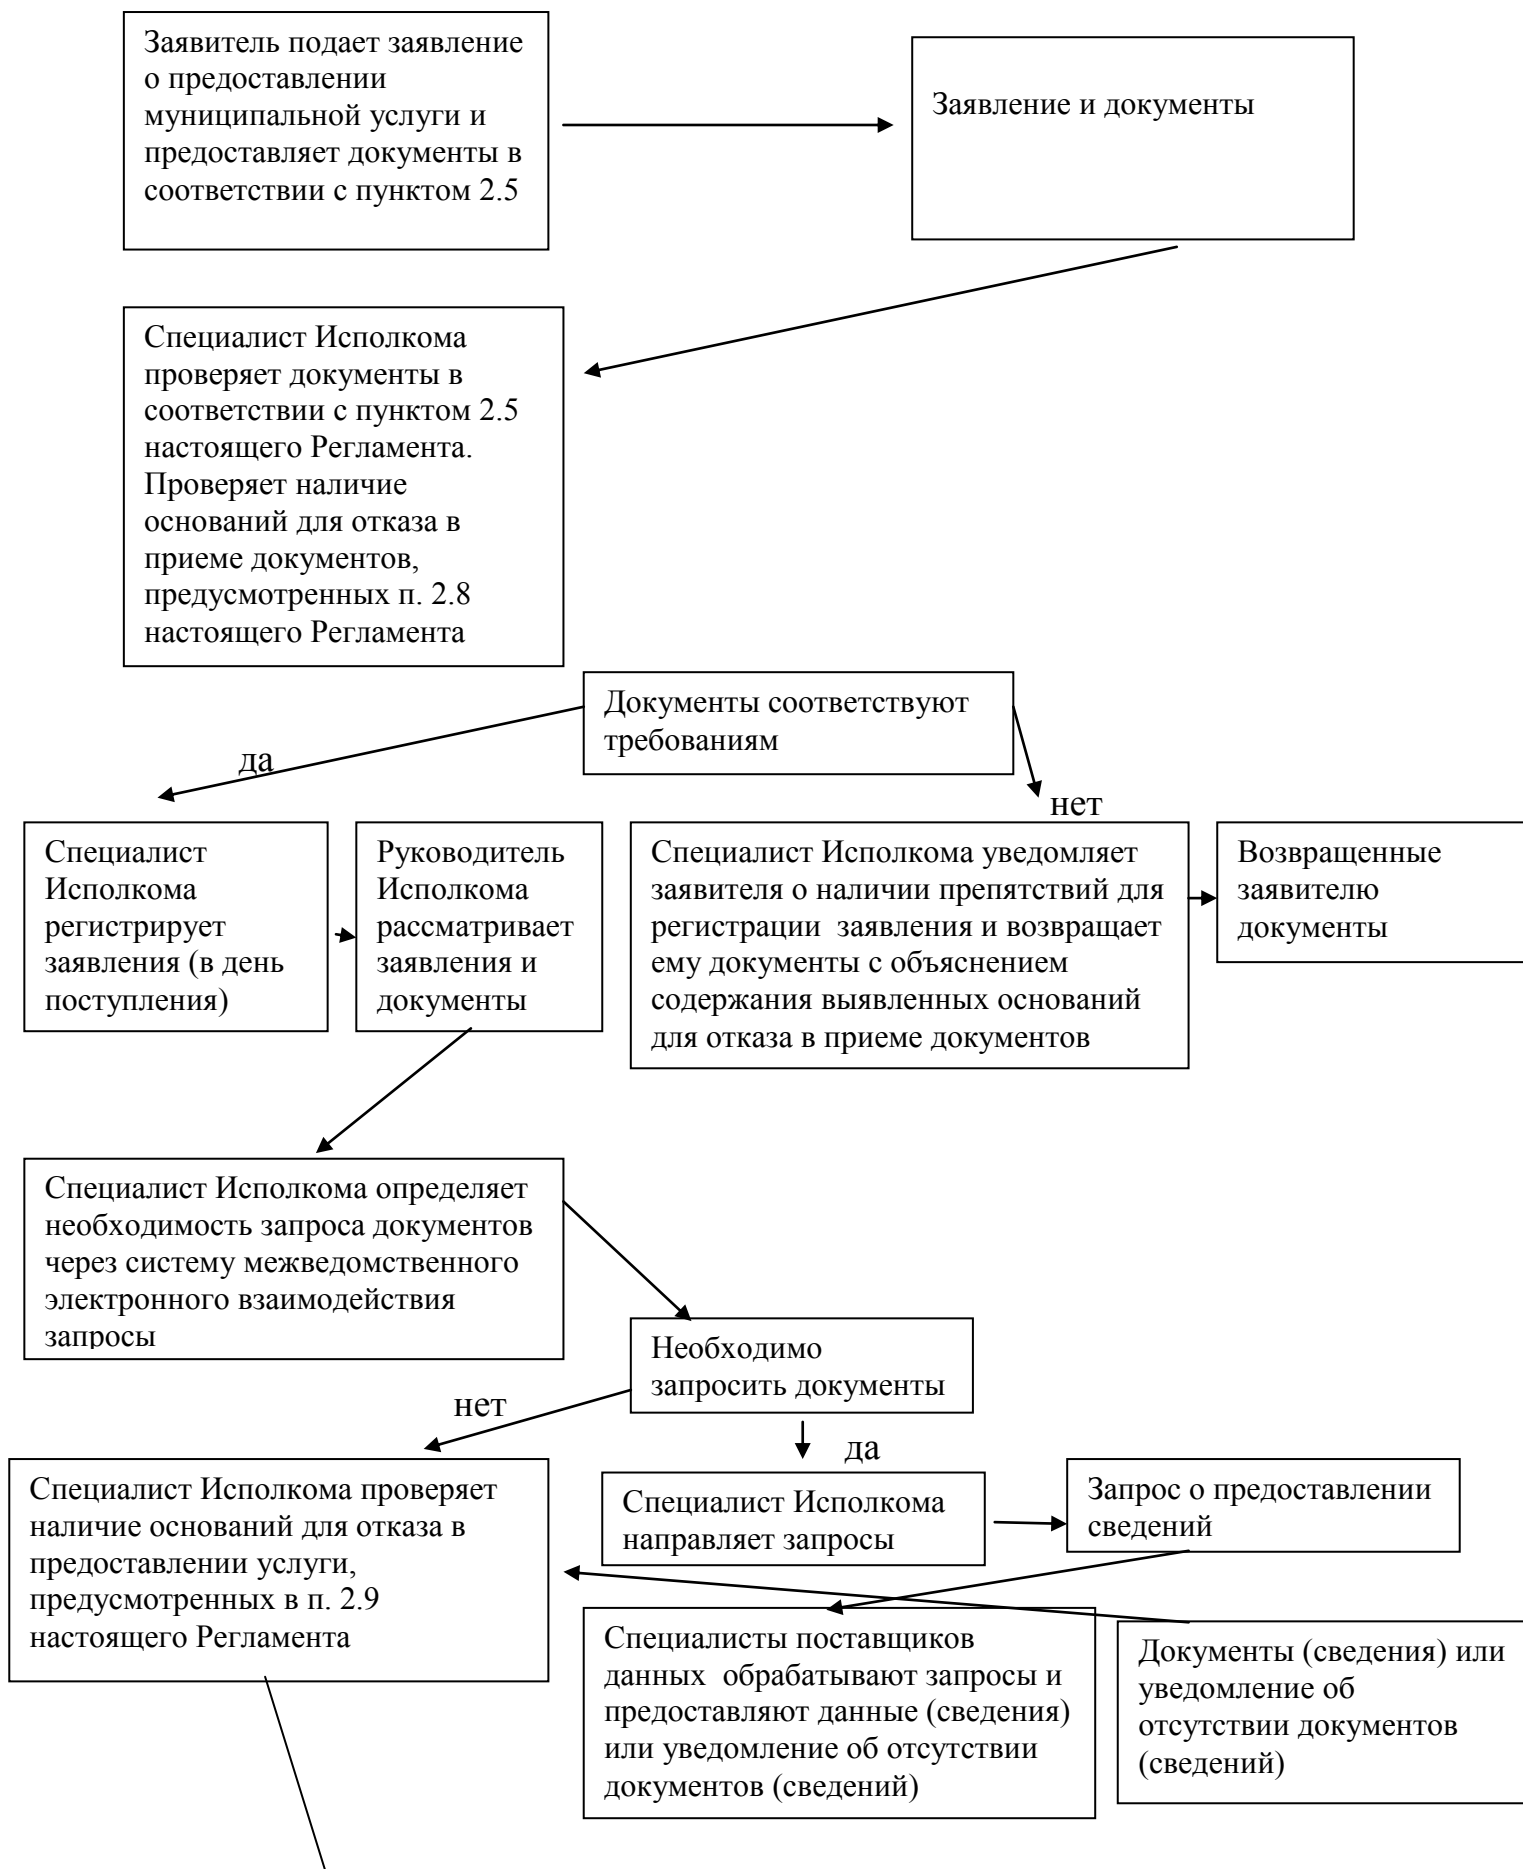 Заявитель подает заявление
о предоставлении
муниципальной услуги и
предоставляет документы в
соответствии с пунктом 2.5
Заявление и документы
Специалист Исполкома
проверяет документы в
соответствии с пунктом 2.5
настоящего Регламента.
Проверяет наличие
оснований для отказа в
приеме документов,
предусмотренных п. 2.8
настоящего Регламента
Документы соответствуют
требованиям
да
нет
Специалист
Исполкома
регистрирует
заявления (в день
поступления)
Руководитель
Исполкома
рассматривает
заявления и
документы
Специалист Исполкома уведомляет
заявителя о наличии препятствий для
регистрации  заявления и возвращает
ему документы с объяснением
содержания выявленных оснований
для отказа в приеме документов
Возвращенные
заявителю
документы
Специалист Исполкома определяет
необходимость запроса документов
через систему межведомственного
электронного взаимодействия
запросы
Необходимо
запросить документы
нет
да
Специалист Исполкома проверяет
наличие оснований для отказа в
предоставлении услуги,
предусмотренных в п. 2.9
настоящего Регламента
Специалист Исполкома
направляет запросы
Запрос о предоставлении
сведений
Специалисты поставщиков
данных  обрабатывают запросы и
предоставляют данные (сведения)
или уведомление об отсутствии
документов (сведений)
Документы (сведения) или
уведомление об
отсутствии документов
(сведений)